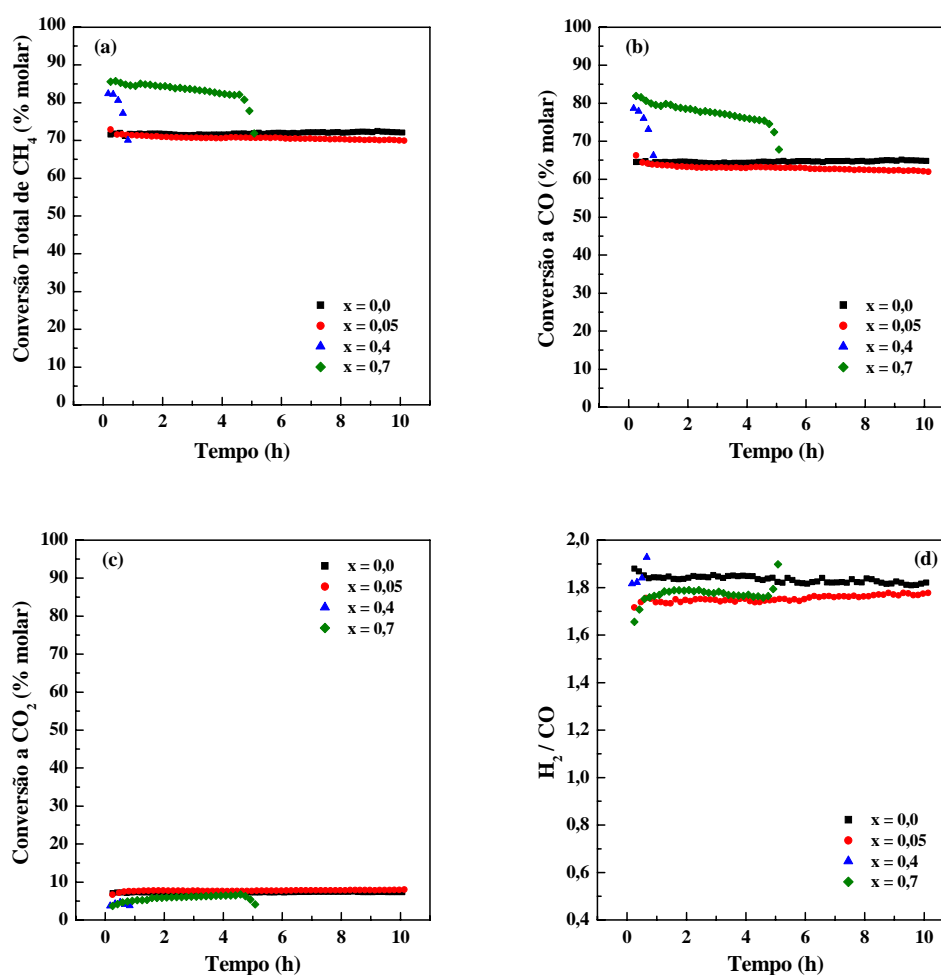 (a)
Conversão Total de CH4 (% molar)
100
90
80
70
60
50
40
30
20
10
0
x = 0,0
x = 0,05
x = 0,4
x = 0,7
0 2 4 6 8 10
Tempo (h)
(b)
Conversão a CO (% molar)
100
90
80
70
60
50
40
30
20
10
0
x = 0,0
x = 0,05
x = 0,4
x = 0,7
0 2 4 6 8 10
Tempo (h)
(c)
Conversão a CO2 (% molar)
100
90
80
70
60
50
40
30
20
10
0
x = 0,0
x = 0,05
x = 0,4
x = 0,7
0 2 4 6 8 10
Tempo (h)
(d)
H2 / CO
2,0
1,8
1,6
1,4
1,2
1,0
0,8
0,6
0,4
x = 0,0
x = 0,05
x = 0,4
x = 0,7
0 2 4 6 8 10
Tempo (h)